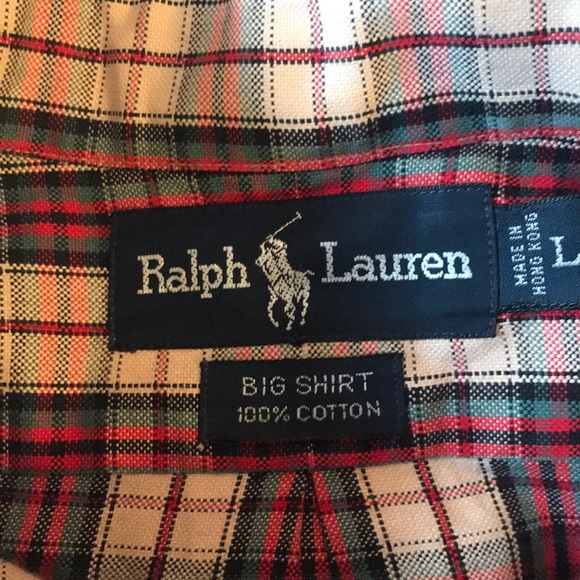 Ralph Lauren
MADE IN
HONG KONG
L
BIG SHIRT
100% COTTON